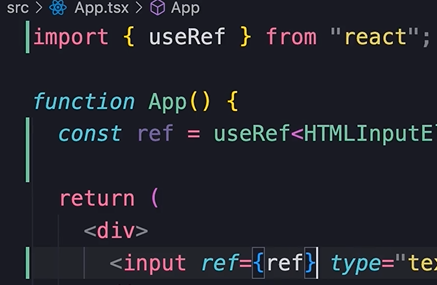 src > App.tsx > App
import { useRef } from "react";
function App() {
const ref = useRef<HTMLInputEl
return (
<div>
<input ref={ref} type="te